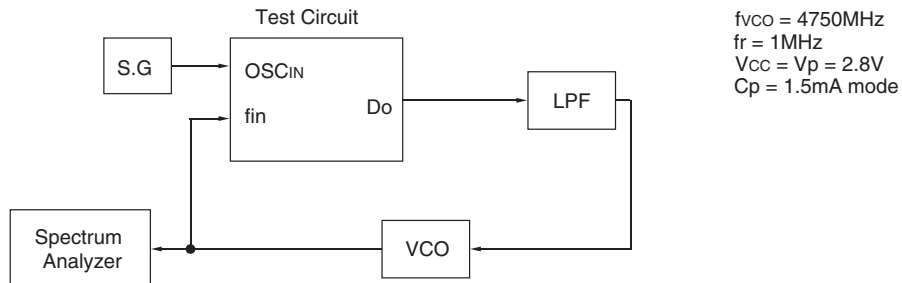 Test Circuit
S.G
OSCIN
fin
Do
LPF
VCO
Spectrum
Analyzer
fVCO = 4750MHz
fr = 1MHz
VCC = Vp = 2.8V
Cp = 1.5mA mode